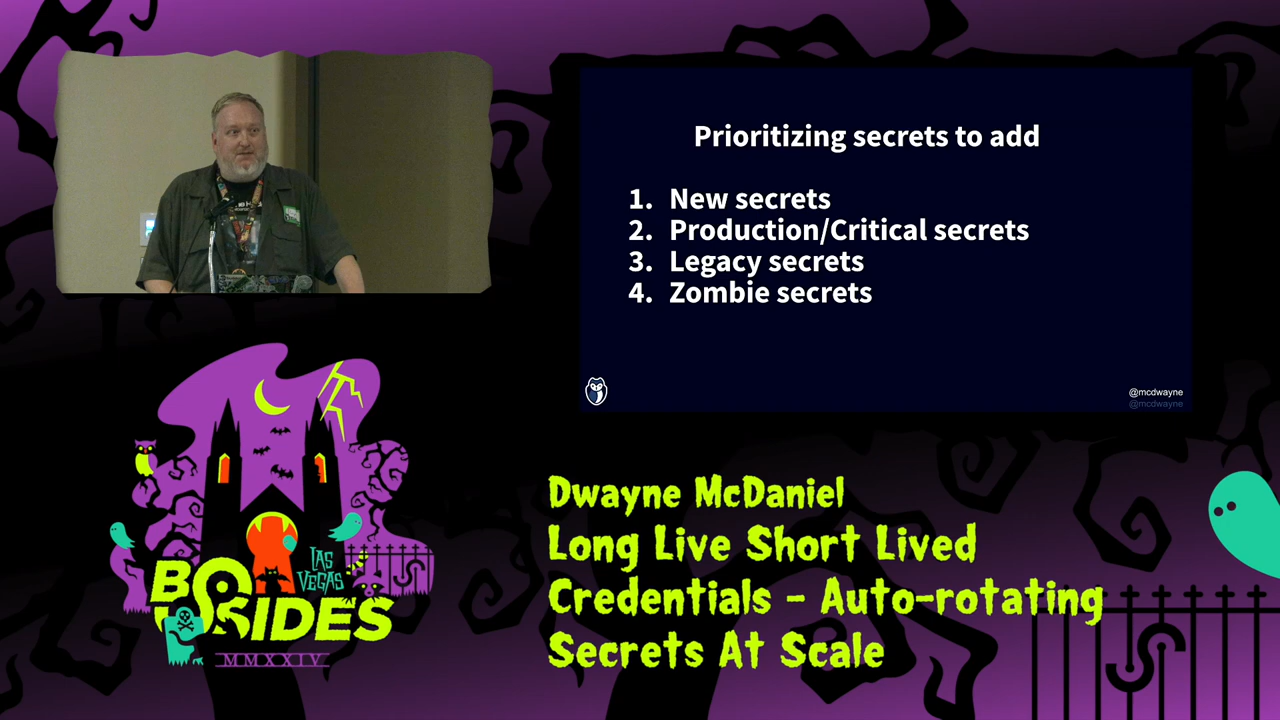 Prioritizing secrets to add
1. New secrets
2. Production/Critical secrets
3. Legacy secrets
4. Zombie secrets
@mcdwayne
@mcdwayne
LAS
VEGAS
BSIDES
MMXXIV
Dwayne McDaniel
Long Live Short Lived
Credentials - Auto-rotating
Secrets At Scale